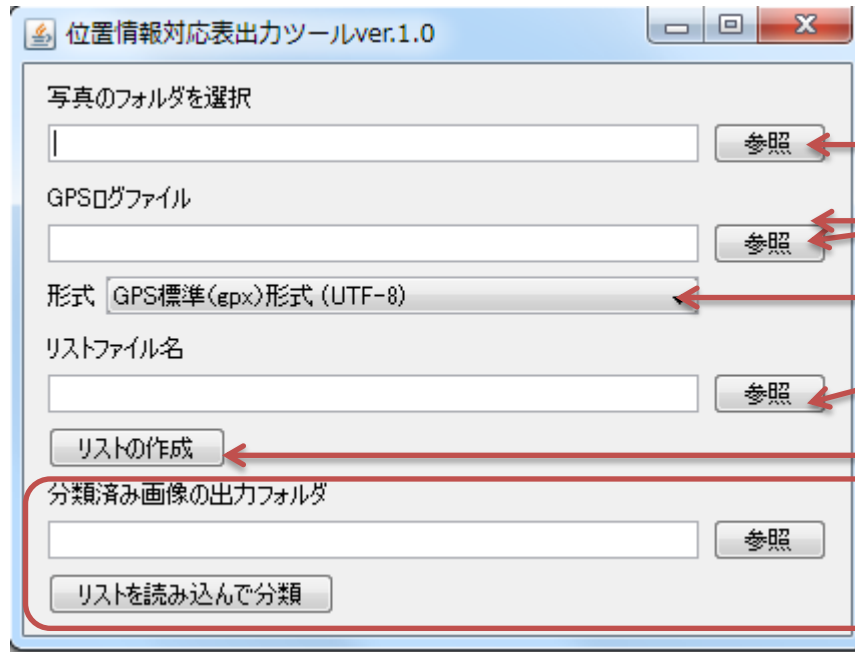 位置情報対応表出力ツールver.1.0
写真のフォルダを選択
参照
GPSログファイル
参照
形式 GPS標準(gpx)形式 (UTF-8)
リストファイル名
参照
リストの作成
分類済み画像の出力フォルダ
参照
リストを読み込んで分類